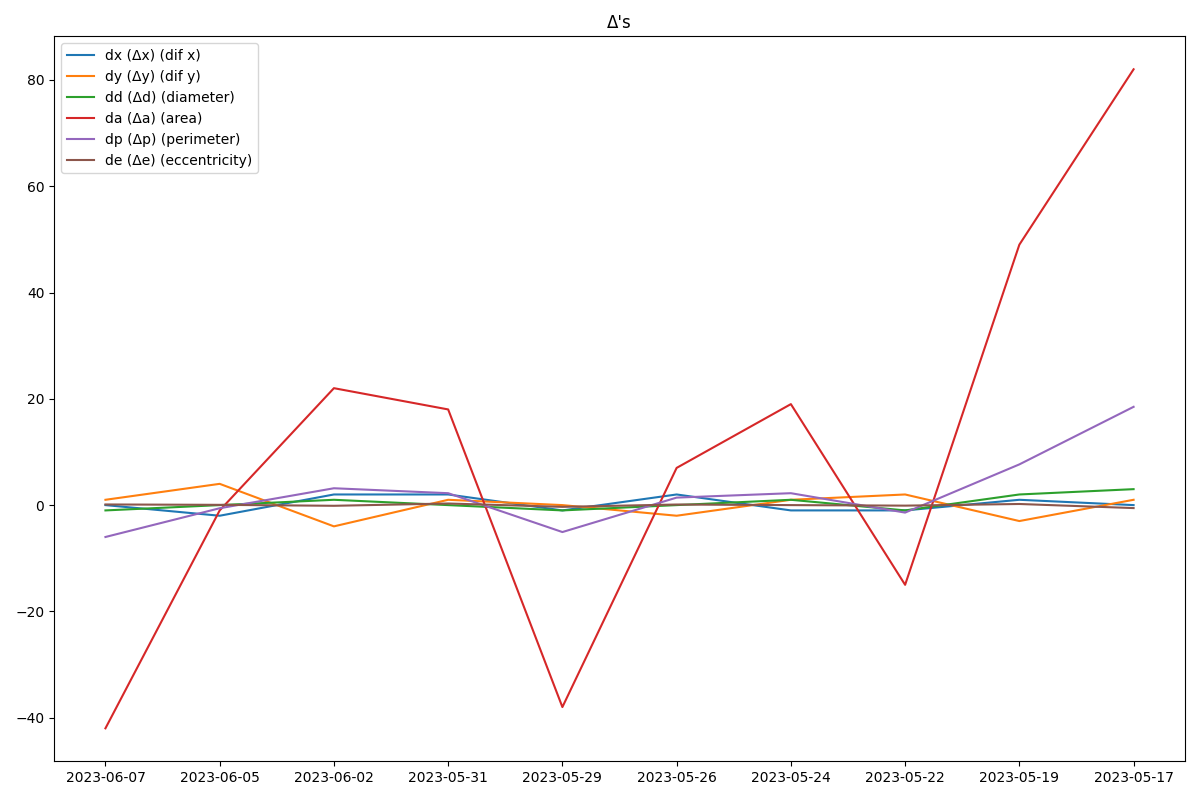 Δ's
dx (Δx) (dif x)
dy (Δy) (dif y)
dd (Δd) (diameter)
da (Δa) (area)
dp (Δp) (perimeter)
de (Δe) (eccentricity)
80
60
40
20
0
−20
−40
2023-06-07 2023-06-05 2023-06-02 2023-05-31 2023-05-29 2023-05-26 2023-05-24 2023-05-22 2023-05-19 2023-05-17